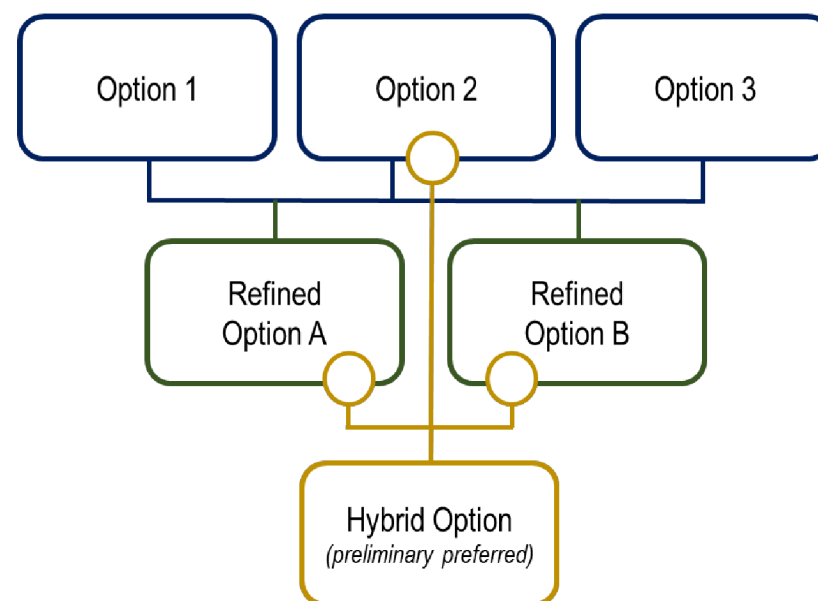 Option 1
Option 2
Option 3
Refined
Option A
Refined
Option B
Hybrid Option
(preliminary preferred)